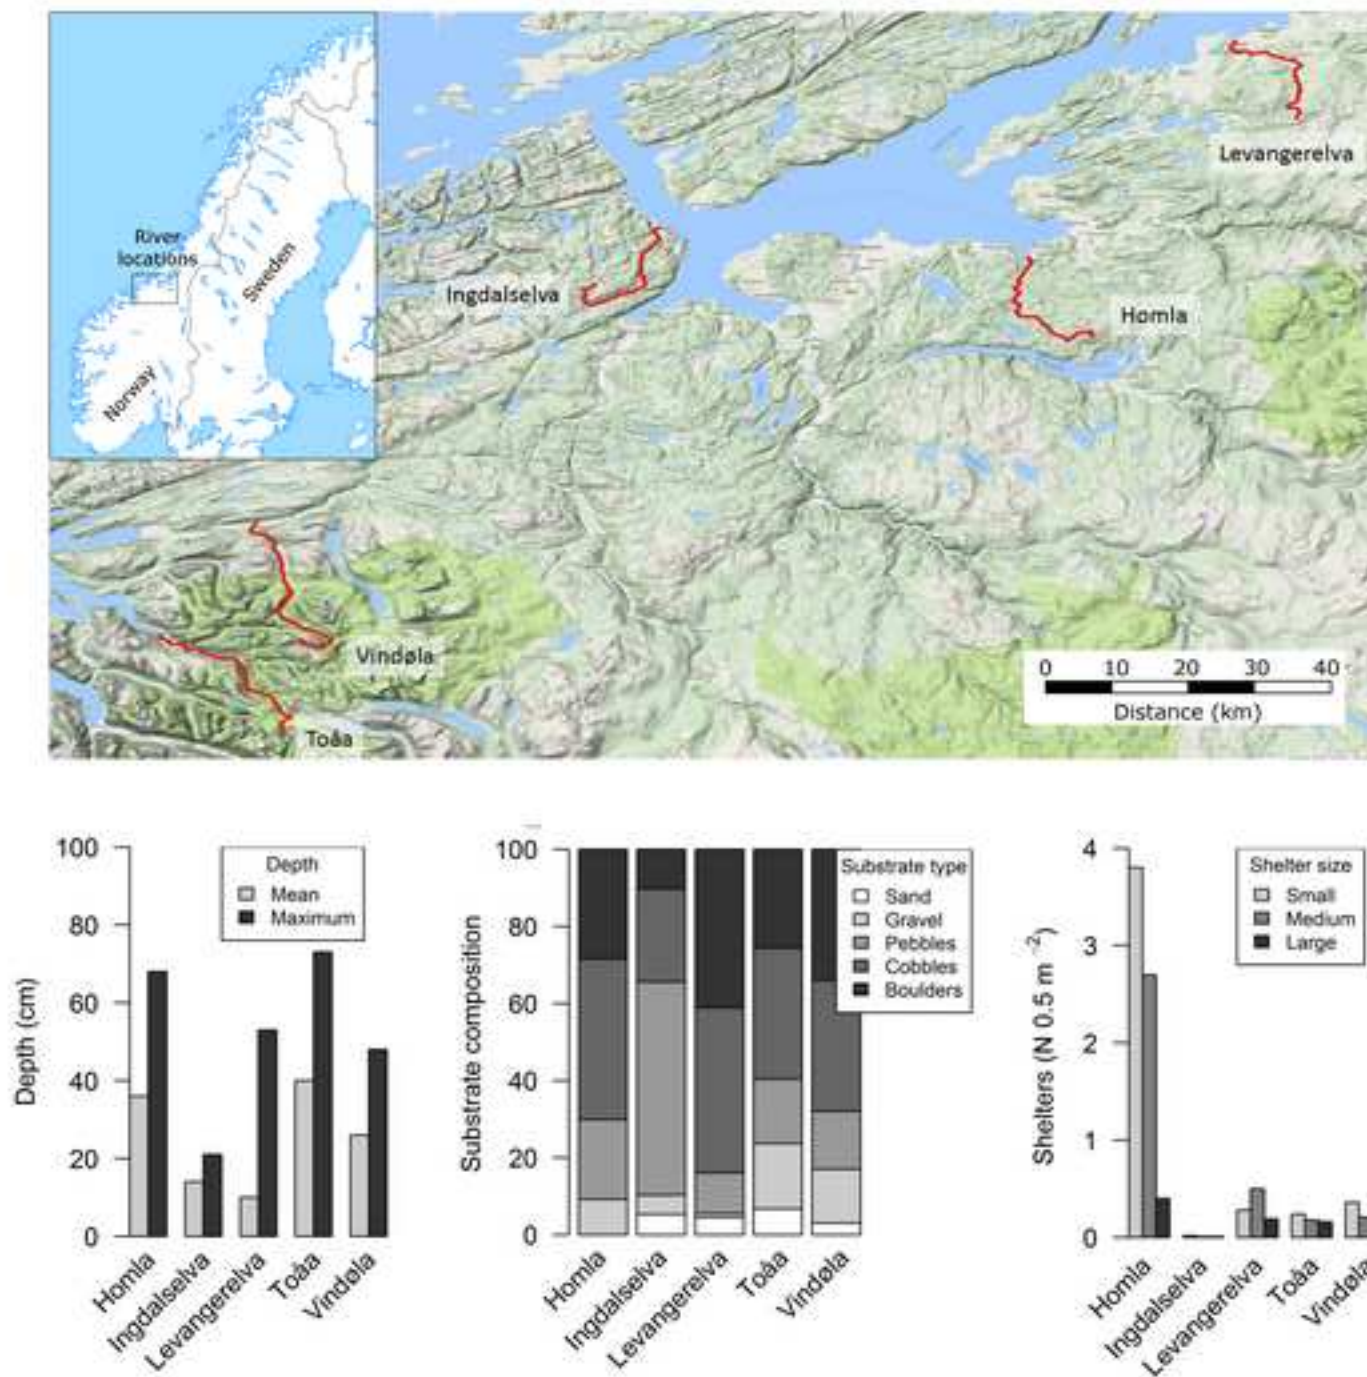 Levangerelva
River
locations
Sweden
Ingdalselva
Homla
Norway
Vindøla
0 10 20 30 40
Distance (km)
Toåa
Depth (cm)
100
80
60
40
20
0
Depth
Mean
Maximum
Homla
Ingdalselva
Levangerelva
Toåa
Vindøla
Substrate composition
100
80
60
40
20
0
Substrate type
Sand
Gravel
Pebbles
Cobbles
Boulders
Homla
Ingdalselva
Levangerelva
Toåa
Vindøla
Shelters (N 0.5 m⁻²)
4
3
2
1
0
Shelter size
Small
Medium
Large
Homla
Ingdalselva
Levangerelva
Toåa
Vindøla